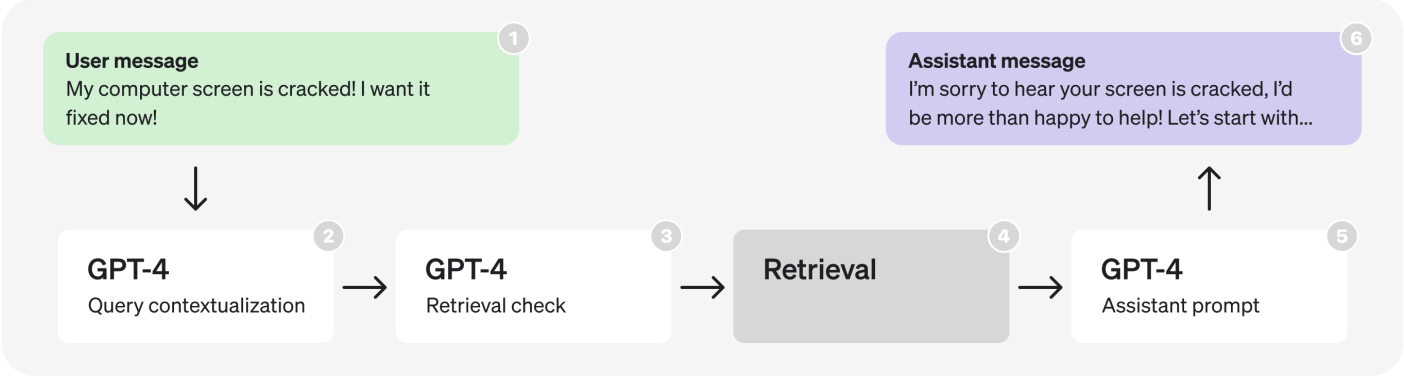 1
User message
My computer screen is cracked! I want it
fixed now!
6
Assistant message
I’m sorry to hear your screen is cracked, I’d
be more than happy to help! Let’s start with...
2
GPT-4
Query contextualization
3
GPT-4
Retrieval check
4
Retrieval
5
GPT-4
Assistant prompt